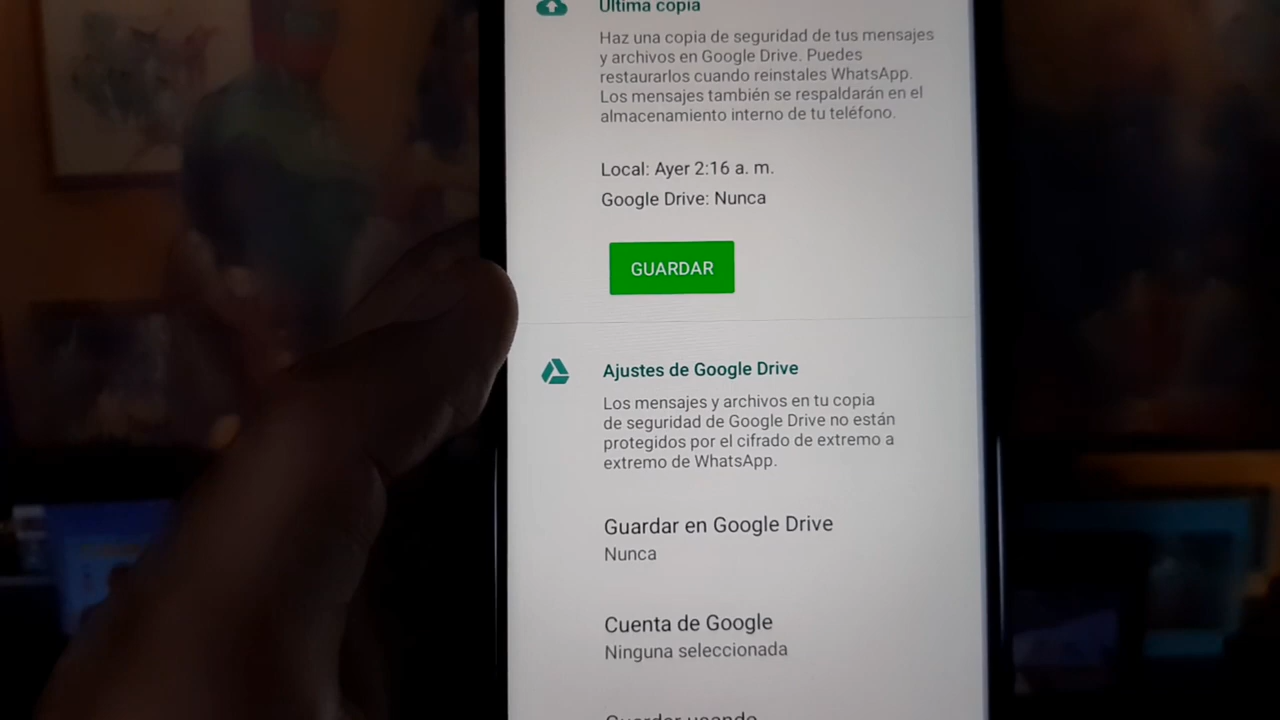 Última copia
Haz una copia de seguridad de tus mensajes
y archivos en Google Drive. Puedes
restaurarlos cuando reinstales WhatsApp.
Los mensajes también se respaldarán en el
almacenamiento interno de tu teléfono.
Local: Ayer 2:16 a. m.
Google Drive: Nunca
GUARDAR
Ajustes de Google Drive
Los mensajes y archivos en tu copia
de seguridad de Google Drive no están
protegidos por el cifrado de extremo a
extremo de WhatsApp.
Guardar en Google Drive
Nunca
Cuenta de Google
Ninguna seleccionada
Guardar usando